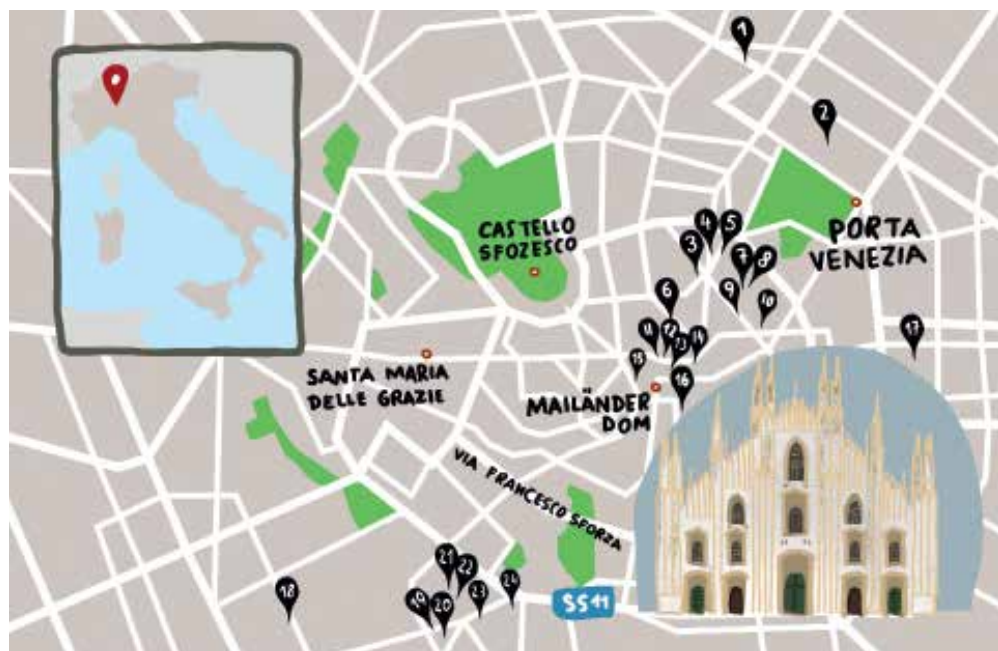 1
2
CASTELLO
SFOZESCO
PORTA
VENEZIA
4
5
3
7
8
6
9
10
11
12
13
14
15
16
17
SANTA MARIA
DELLE GRAZIE
MAILÄNDER
DOM
VIA FRANCESCO SFORZA
18
21
22
19
20
23
24
SS11